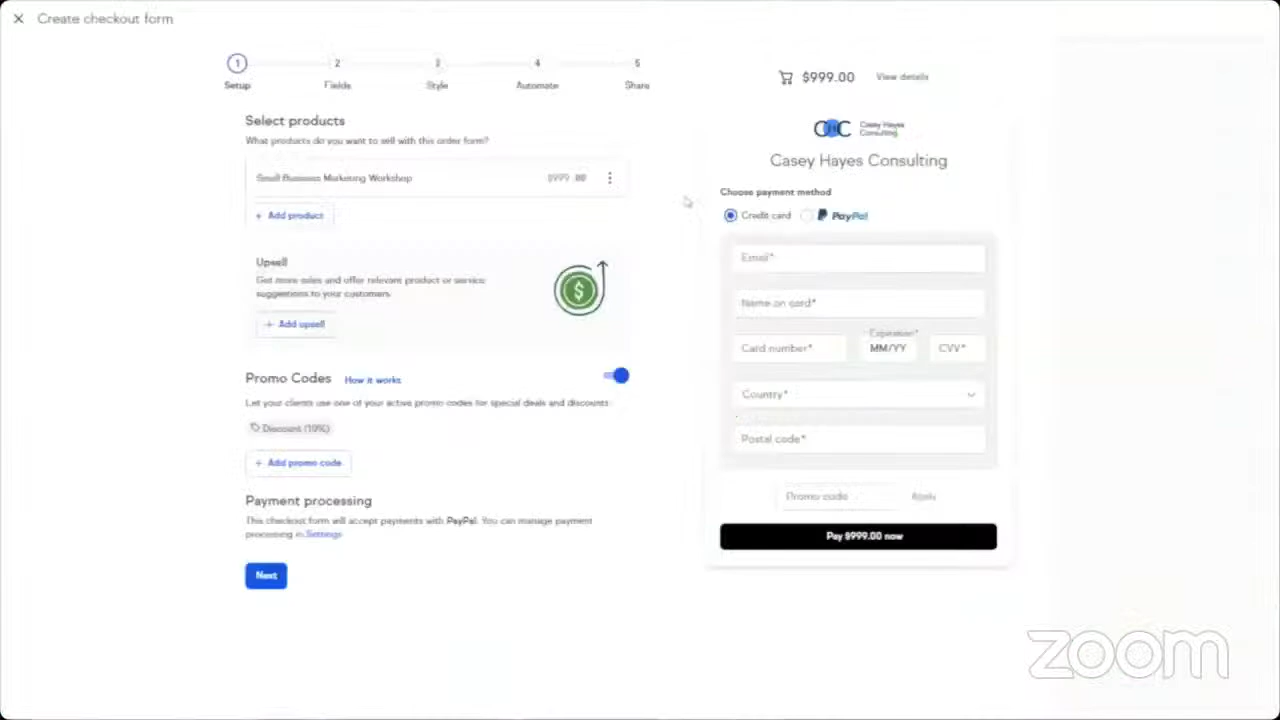 Create checkout form
1 2 3 4 5
Setup Fields Style Automate Share
Select products
What products do you want to sell with this order form?
Small Business Marketing Workshop $999.00
+ Add product
Upsell
Get more sales and offer relevant product or service
suggestions to your customers
+ Add upsell
Promo Codes How it works
Let your clients use one of your active promo codes for special deals and discounts
Discount (10%)
+ Add promo code
Payment processing
This checkout form will accept payments with PayPal. You can manage payment
processing in Settings
Next
$999.00 View details
CHC Casey Hayes
Consulting
Casey Hayes Consulting
Choose payment method
Credit card PayPal
Email*
Name on card*
Card number* Expiration* MM/YY CVV*
Country*
Postal code*
Promo code Apply
Pay $999.00 now
zoom